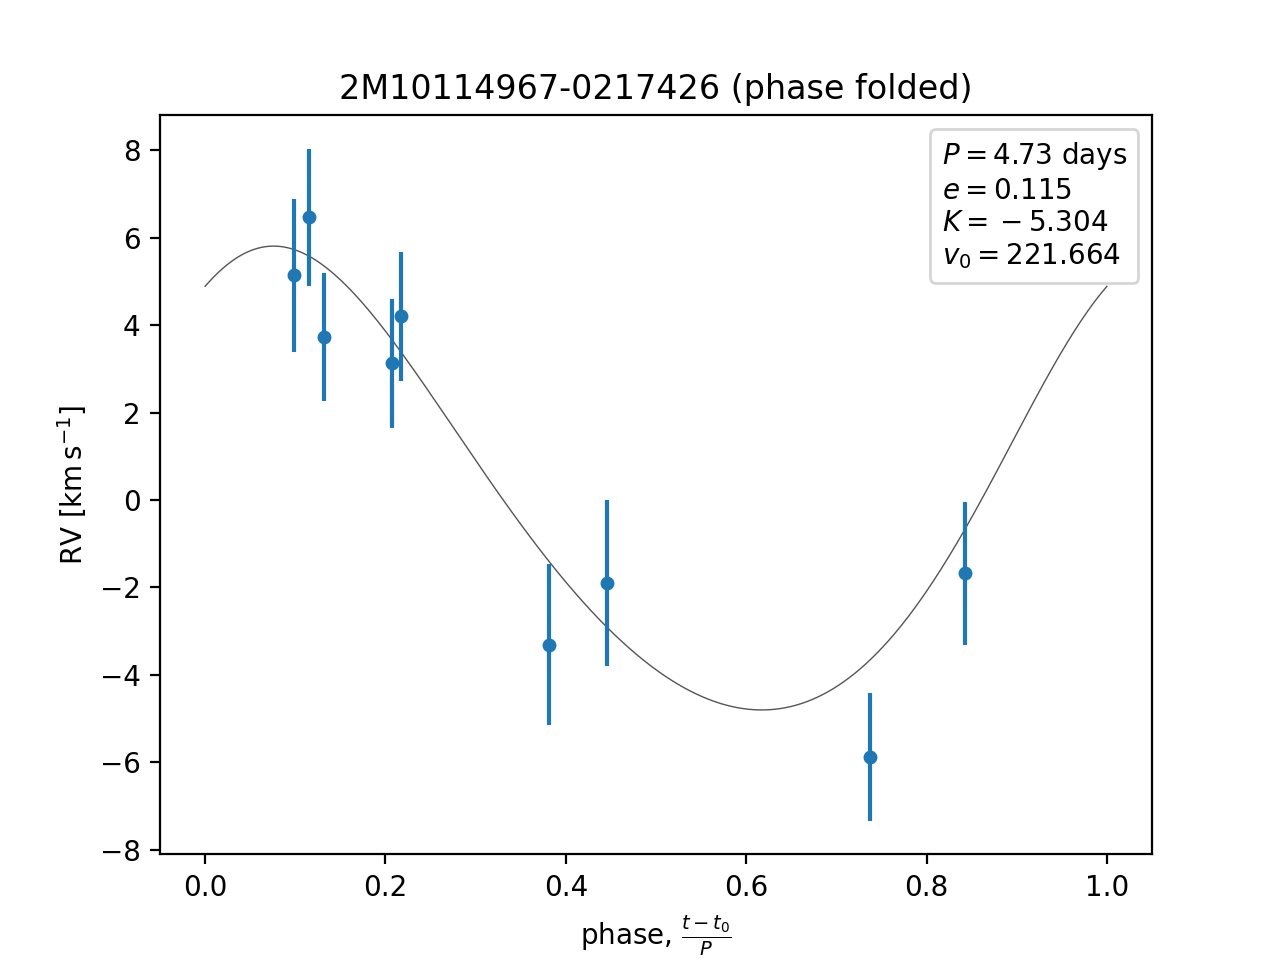 2M10114967-0217426 (phase folded)
P = 4.73 days
e = 0.115
K = −5.304
v₀ = 221.664
8
6
4
2
0
−2
−4
−6
−8
RV [km s⁻¹]
0.0 0.2 0.4 0.6 0.8 1.0
phase, (t − t₀)/P